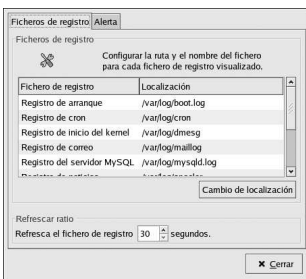 Ficheros de registro Alerta
Ficheros de registro
Configurar la ruta y el nombre del fichero
para cada fichero de registro visualizado.
Fichero de registro Localización
Registro de arranque /var/log/boot.log
Registro de cron /var/log/cron
Registro de inicio del kernel /var/log/dmesg
Registro de correo /var/log/maillog
Registro del servidor MySQL /var/log/mysqld.log
Cambio de localización
Refrescar ratio
Refresca el fichero de registro 30 segundos.
Cerrar